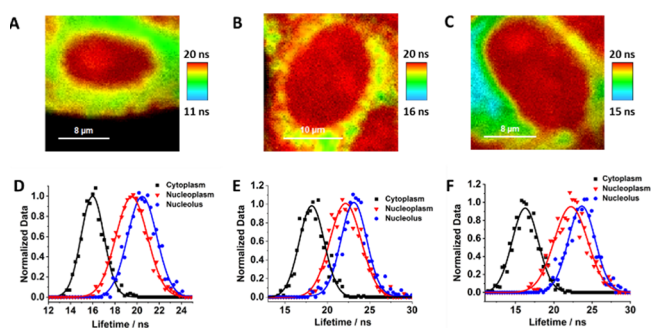 A
20 ns
11 ns
8 µm
B
20 ns
16 ns
10 µm
C
20 ns
15 ns
8 µm
D
Normalized Data
1.0
0.8
0.6
0.4
0.2
0.0
12 14 16 18 20 22 24
Lifetime / ns
Cytoplasm
Nucleoplasm
Nucleolus
E
Normalized Data
1.2
1.0
0.8
0.6
0.4
0.2
0.0
15 20 25 30
Lifetime / ns
Cytoplasm
Nucleoplasm
Nucleolus
F
Normalized Data
1.2
1.0
0.8
0.6
0.4
0.2
0.0
15 20 25 30
Lifetime / ns
Cytoplasm
Nucleoplasm
Nucleolus